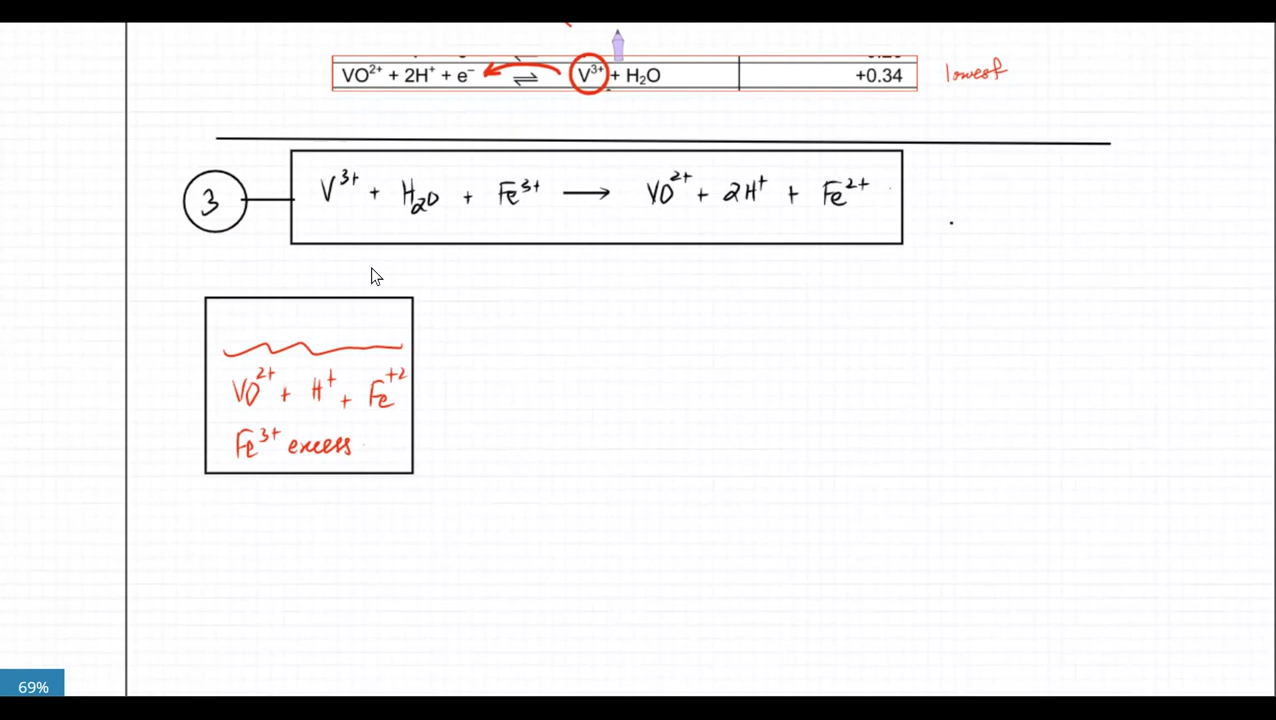 VO²⁺ + 2H⁺ + e⁻ ⇌ V³⁺ + H₂O +0.34 lowest
3 V³⁺ + H₂O + Fe³⁺ → VO²⁺ + 2H⁺ + Fe²⁺
VO²⁺ + H⁺ + Fe⁺²
Fe³⁺ excess
69%